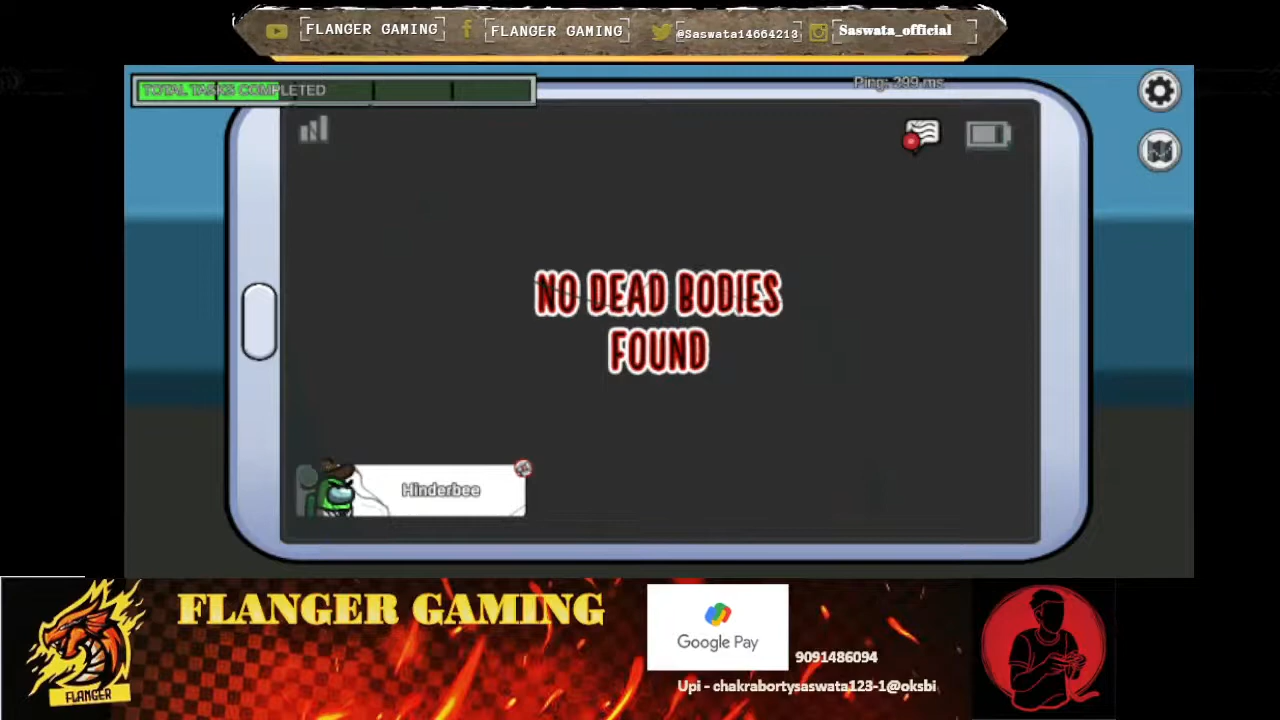 FLANGER GAMING
FLANGER GAMING
@Saswata14664213
Saswata_official
TOTAL TASKS COMPLETED
Ping: 299 ms
NO DEAD BODIES
FOUND
Hinderbee
FLANGER GAMING
FLANGER
Google Pay
9091486094
Upi - chakrabortysaswata123-1@oksbi